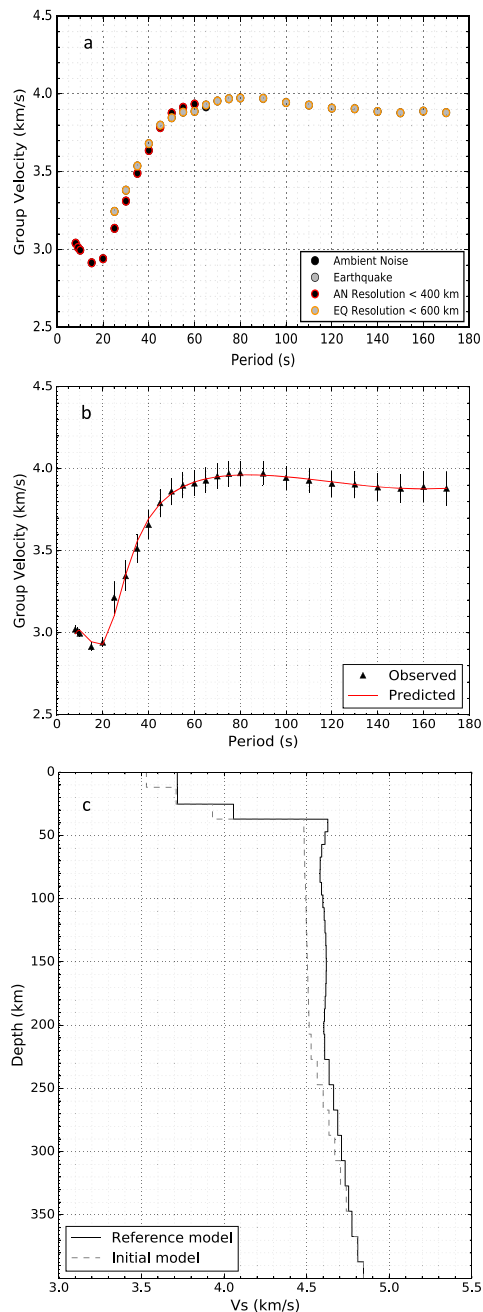 a
4.5
4.0
3.5
3.0
2.5
Group Velocity (km/s)
Ambient Noise
Earthquake
AN Resolution < 400 km
EQ Resolution < 600 km
0 20 40 60 80 100 120 140 160 180
Period (s)
b
4.5
4.0
3.5
3.0
2.5
Group Velocity (km/s)
Observed
Predicted
0 20 40 60 80 100 120 140 160 170 180
Period (s)
c
0
50
100
150
200
250
300
350
Depth (km)
Reference model
Initial model
3.0 3.5 4.0 4.5 5.0 5.5
Vs (km/s)